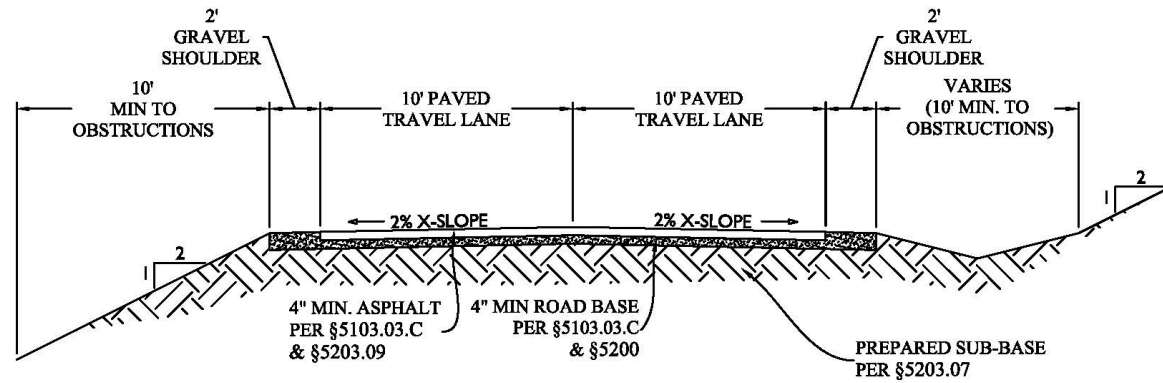 2'
GRAVEL
SHOULDER
2'
GRAVEL
SHOULDER
10'
MIN TO
OBSTRUCTIONS
10' PAVED
TRAVEL LANE
10' PAVED
TRAVEL LANE
VARIES
(10' MIN. TO
OBSTRUCTIONS)
2
1
2% X-SLOPE
2% X-SLOPE
2
1
4" MIN. ASPHALT
PER §5103.03.C
& §5203.09
4" MIN ROAD BASE
PER §5103.03.C
& §5200
PREPARED SUB-BASE
PER §5203.07